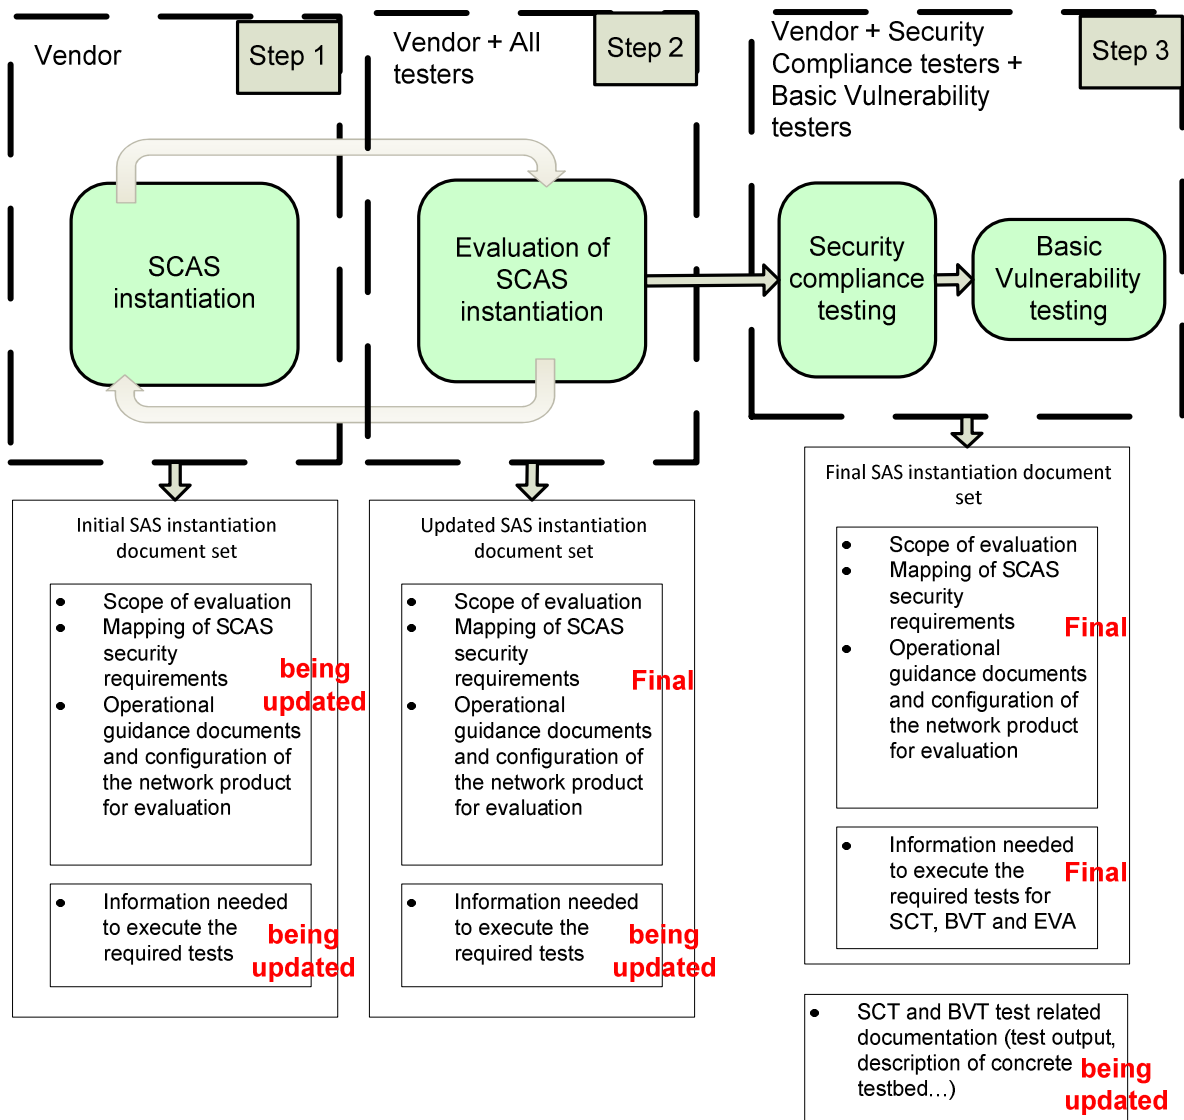 Vendor
Step 1
Vendor + All
testers
Step 2
Vendor + Security
Compliance testers +
Basic Vulnerability
testers
Step 3
SCAS
instantiation
Evaluation of
SCAS
instantiation
Security
compliance
testing
Basic
Vulnerability
testing
Initial SAS instantiation
document set
• Scope of evaluation
• Mapping of SCAS
security
requirements
• Operational
guidance documents
and configuration of
the network product
for evaluation
being
updated
• Information needed
to execute the
required tests
being
updated
Updated SAS instantiation
document set
• Scope of evaluation
• Mapping of SCAS
security
requirements
• Operational
guidance documents
and configuration of
the network product
for evaluation
Final
• Information needed
to execute the
required tests
being
updated
Final SAS instantiation document
set
• Scope of evaluation
• Mapping of SCAS
security
requirements
• Operational
guidance documents
and configuration of
the network product
for evaluation
Final
• Information needed
to execute the
required tests for
SCT, BVT and EVA
Final
• SCT and BVT test related
documentation (test output,
description of concrete
testbed…)
being
updated